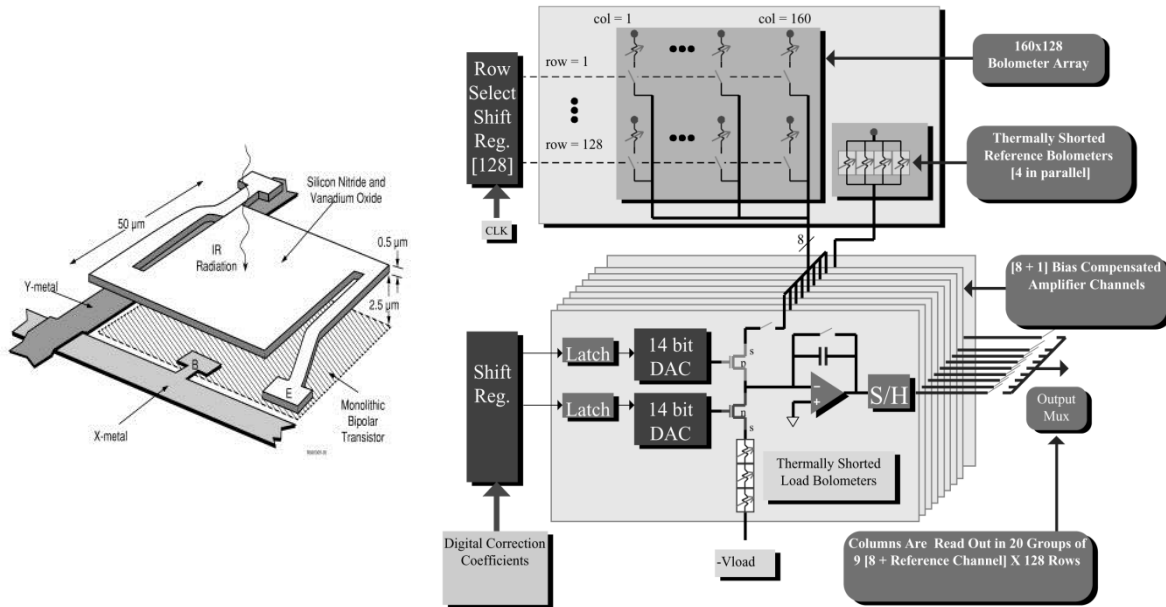 Silicon Nitride and
Vanadium Oxide
50 µm
IR
Radiation
0.5 µm
2.5 µm
Y-metal
B
E
X-metal
Monolithic
Bipolar
Transistor
col = 1
col = 160
row = 1
row = 128
Row
Select
Shift
Reg.
[128]
CLK
160x128
Bolometer Array
Thermally Shorted
Reference Bolometers
[4 in parallel]
8
[8 + 1] Bias Compensated
Amplifier Channels
Shift
Reg.
Latch
14 bit
DAC
Latch
14 bit
DAC
s
s
−
+
S/H
Output
Mux
Thermally Shorted
Load Bolometers
-Vload
Digital Correction
Coefficients
Columns Are Read Out in 20 Groups of
9 [8 + Reference Channel] X 128 Rows